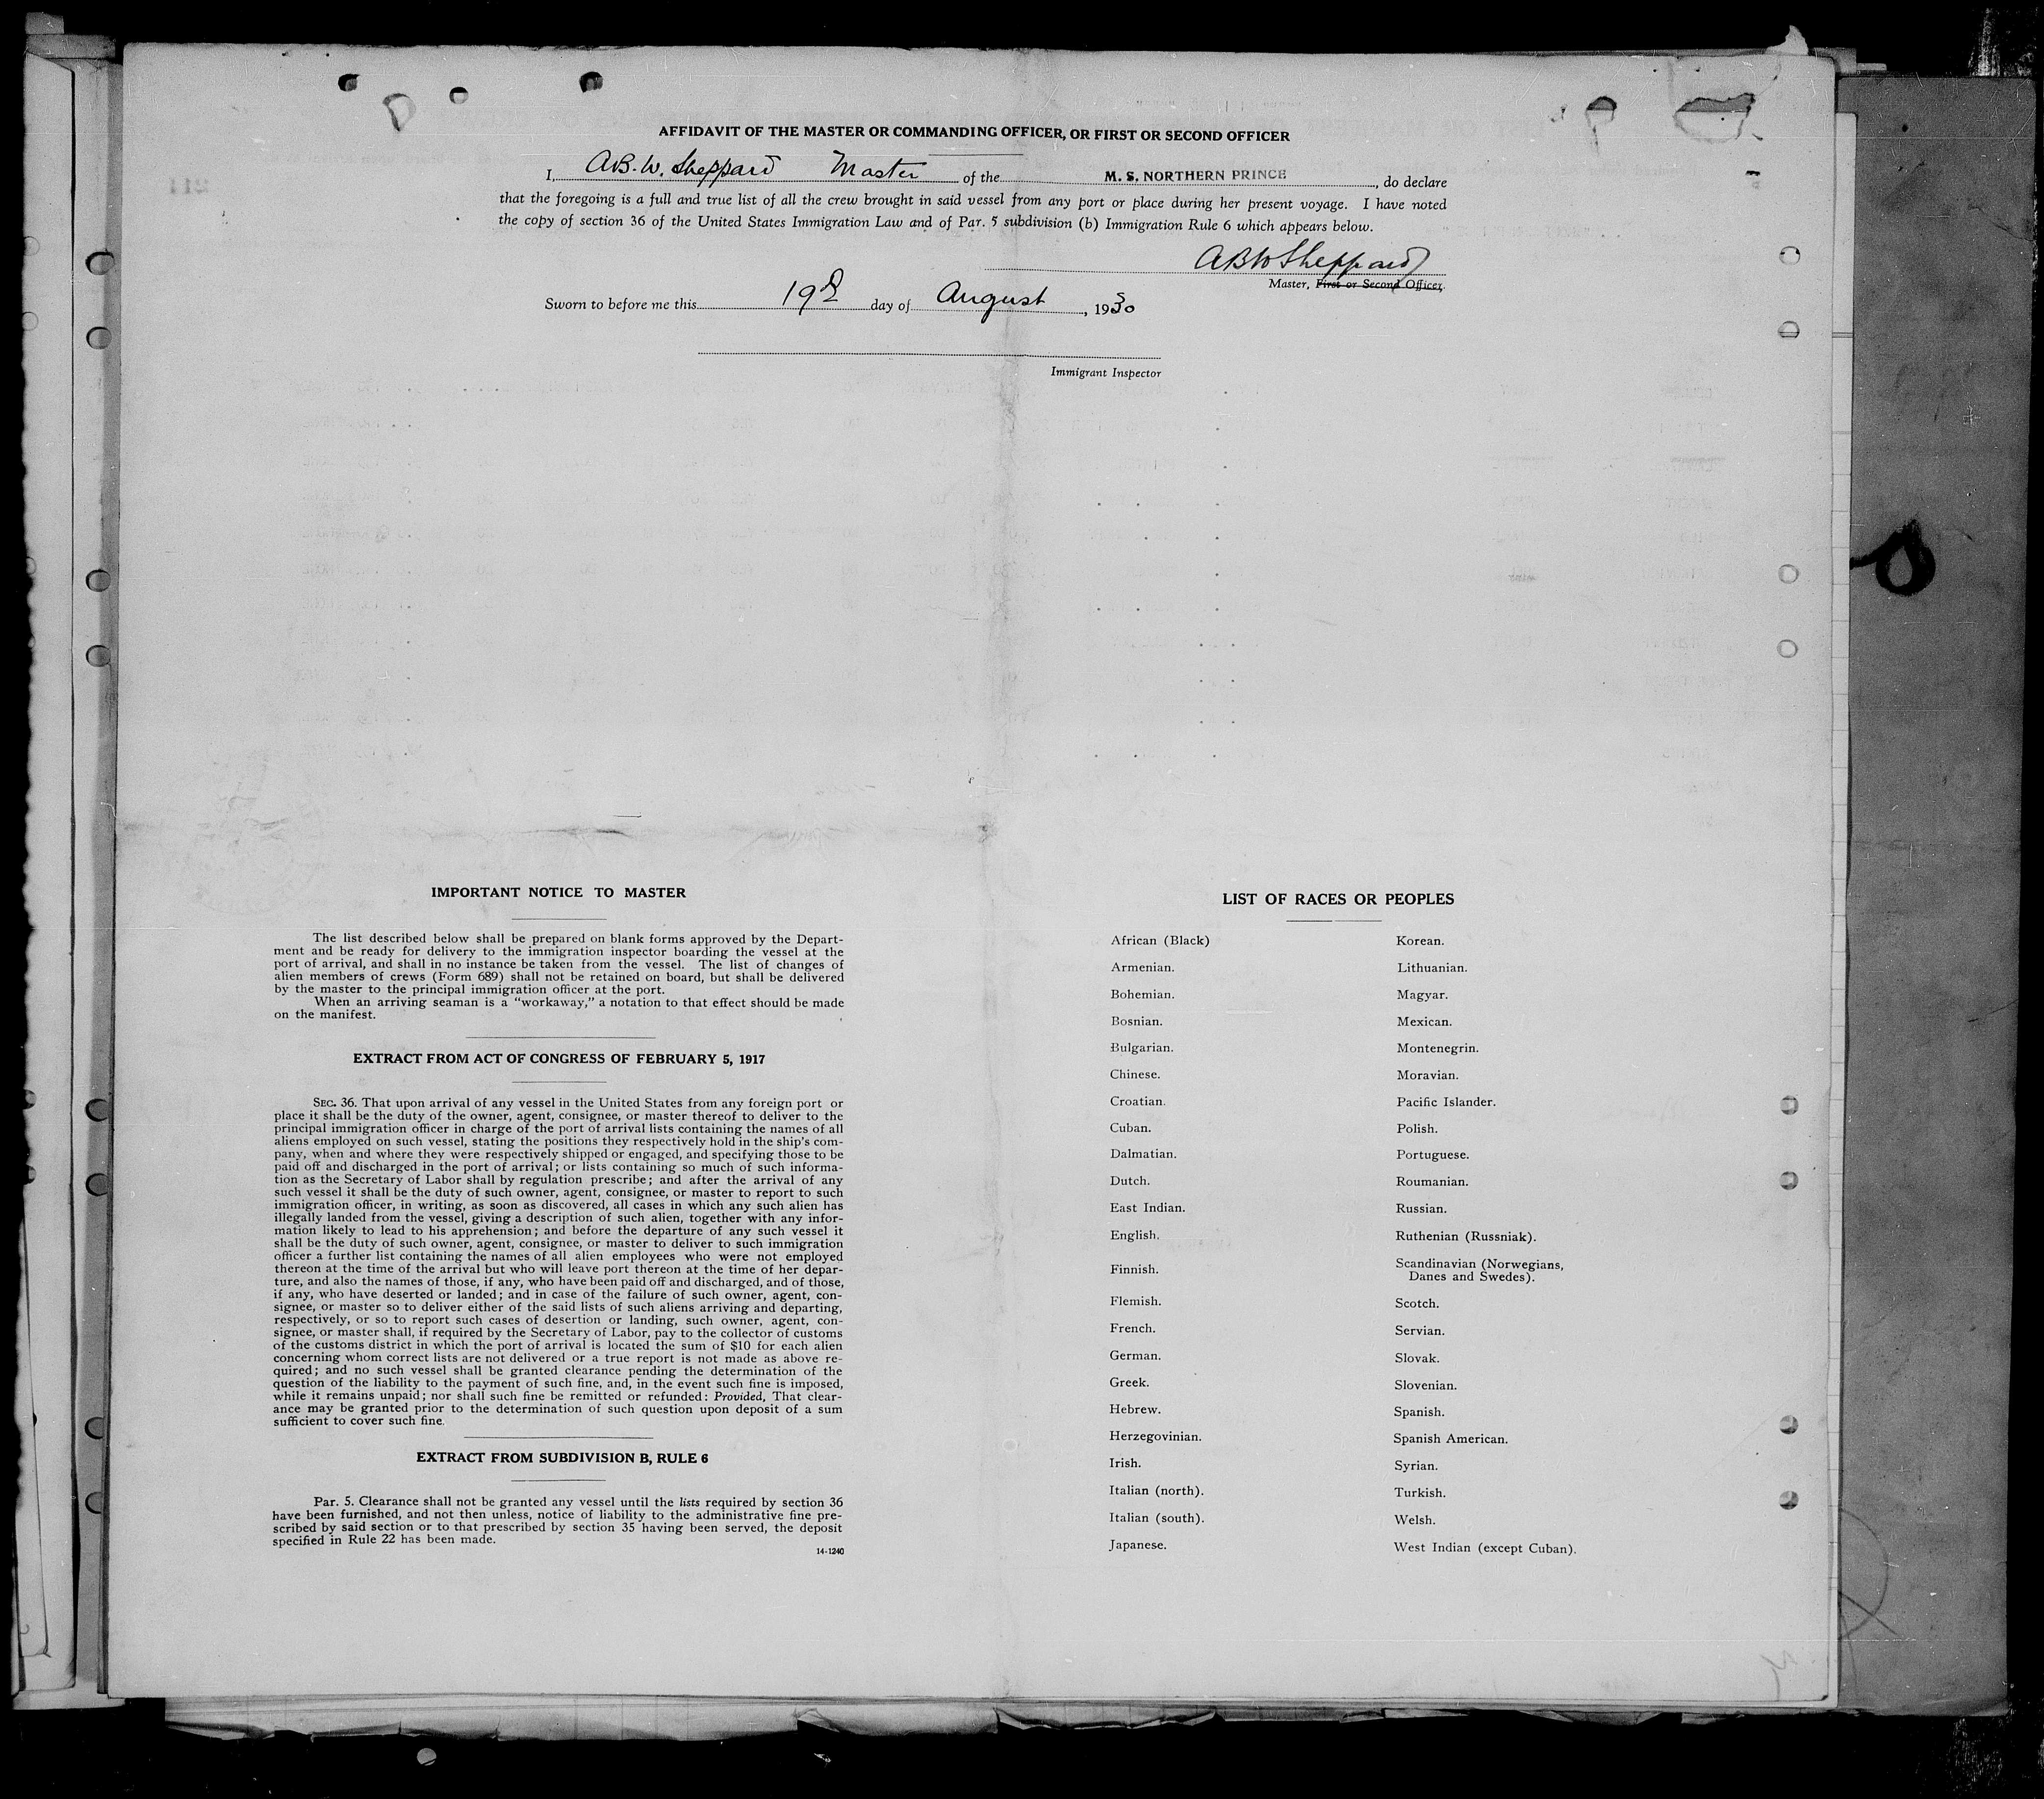 AFFIDAVIT OF THE MASTER OR COMMANDING OFFICER, OR FIRST OR SECOND OFFICER
I, A.B.W. Sheppard Master of the M. S. NORTHERN PRINCE, do declare
that the foregoing is a full and true list of all the crew brought in said vessel from any port or place during her present voyage. I have noted
the copy of section 36 of the United States Immigration Law and of Par. 5 subdivision (b) Immigration Rule 6 which appears below.
ABW Sheppard
Master, First or Second Officer.
Sworn to before me this 19th day of August, 1930
Immigrant Inspector
IMPORTANT NOTICE TO MASTER
The list described below shall be prepared on blank forms approved by the Depart-
ment and be ready for delivery to the immigration inspector boarding the vessel at the
port of arrival, and shall in no instance be taken from the vessel. The list of changes of
alien members of crews (Form 689) shall not be retained on board, but shall be delivered
by the master to the principal immigration officer at the port.
When an arriving seaman is a “workaway,” a notation to that effect should be made
on the manifest.
EXTRACT FROM ACT OF CONGRESS OF FEBRUARY 5, 1917
SEC. 36. That upon arrival of any vessel in the United States from any foreign port or
place it shall be the duty of the owner, agent, consignee, or master thereof to deliver to the
principal immigration officer in charge of the port of arrival lists containing the names of all
aliens employed on such vessel, stating the positions they respectively hold in the ship's com-
pany, when and where they were respectively shipped or engaged, and specifying those to be
paid off and discharged in the port of arrival; or lists containing so much of such informa-
tion as the Secretary of Labor shall by regulation prescribe; and after the arrival of any
such vessel it shall be the duty of such owner, agent, consignee, or master to report to such
immigration officer, in writing, as soon as discovered, all cases in which any such alien has
illegally landed from the vessel, giving a description of such alien, together with any infor-
mation likely to lead to his apprehension; and before the departure of any such vessel it
shall be the duty of such owner, agent, consignee, or master to deliver to such immigration
officer a further list containing the names of all alien employees who were not employed
thereon at the time of the arrival but who will leave port thereon at the time of her depar-
ture, and also the names of those, if any, who have been paid off and discharged, and of those,
if any, who have deserted or landed; and in case of the failure of such owner, agent, con-
signee, or master so to deliver either of the said lists of such aliens arriving and departing,
respectively, or so to report such cases of desertion or landing, such owner, agent, con-
signee, or master shall, if required by the Secretary of Labor, pay to the collector of customs
of the customs district in which the port of arrival is located the sum of $10 for each alien
concerning whom correct lists are not delivered or a true report is not made as above re-
quired; and no such vessel shall be granted clearance pending the determination of the
question of the liability to the payment of such fine, and, in the event such fine is imposed,
while it remains unpaid; nor shall such fine be remitted or refunded: Provided, That clear-
ance may be granted prior to the determination of such question upon deposit of a sum
sufficient to cover such fine.
EXTRACT FROM SUBDIVISION B, RULE 6
Par. 5. Clearance shall not be granted any vessel until the lists required by section 36
have been furnished, and not then unless, notice of liability to the administrative fine pre-
scribed by said section or to that prescribed by section 35 having been served, the deposit
specified in Rule 22 has been made.
14-1240
LIST OF RACES OR PEOPLES
African (Black)
Armenian.
Bohemian.
Bosnian.
Bulgarian.
Chinese.
Croatian.
Cuban.
Dalmatian.
Dutch.
East Indian.
English.
Finnish.
Flemish.
French.
German.
Greek.
Hebrew.
Herzegovinian.
Irish.
Italian (north).
Italian (south).
Japanese.
Korean.
Lithuanian.
Magyar.
Mexican.
Montenegrin.
Moravian.
Pacific Islander.
Polish.
Portuguese.
Roumanian.
Russian.
Ruthenian (Russniak).
Scandinavian (Norwegians,
Danes and Swedes).
Scotch.
Servian.
Slovak.
Slovenian.
Spanish.
Spanish American.
Syrian.
Turkish.
Welsh.
West Indian (except Cuban).